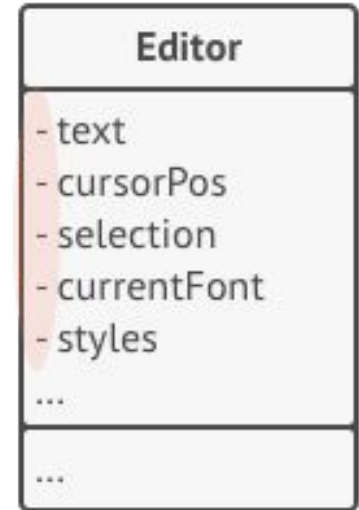 Editor
- text
- cursorPos
- selection
- currentFont
- styles
...
...